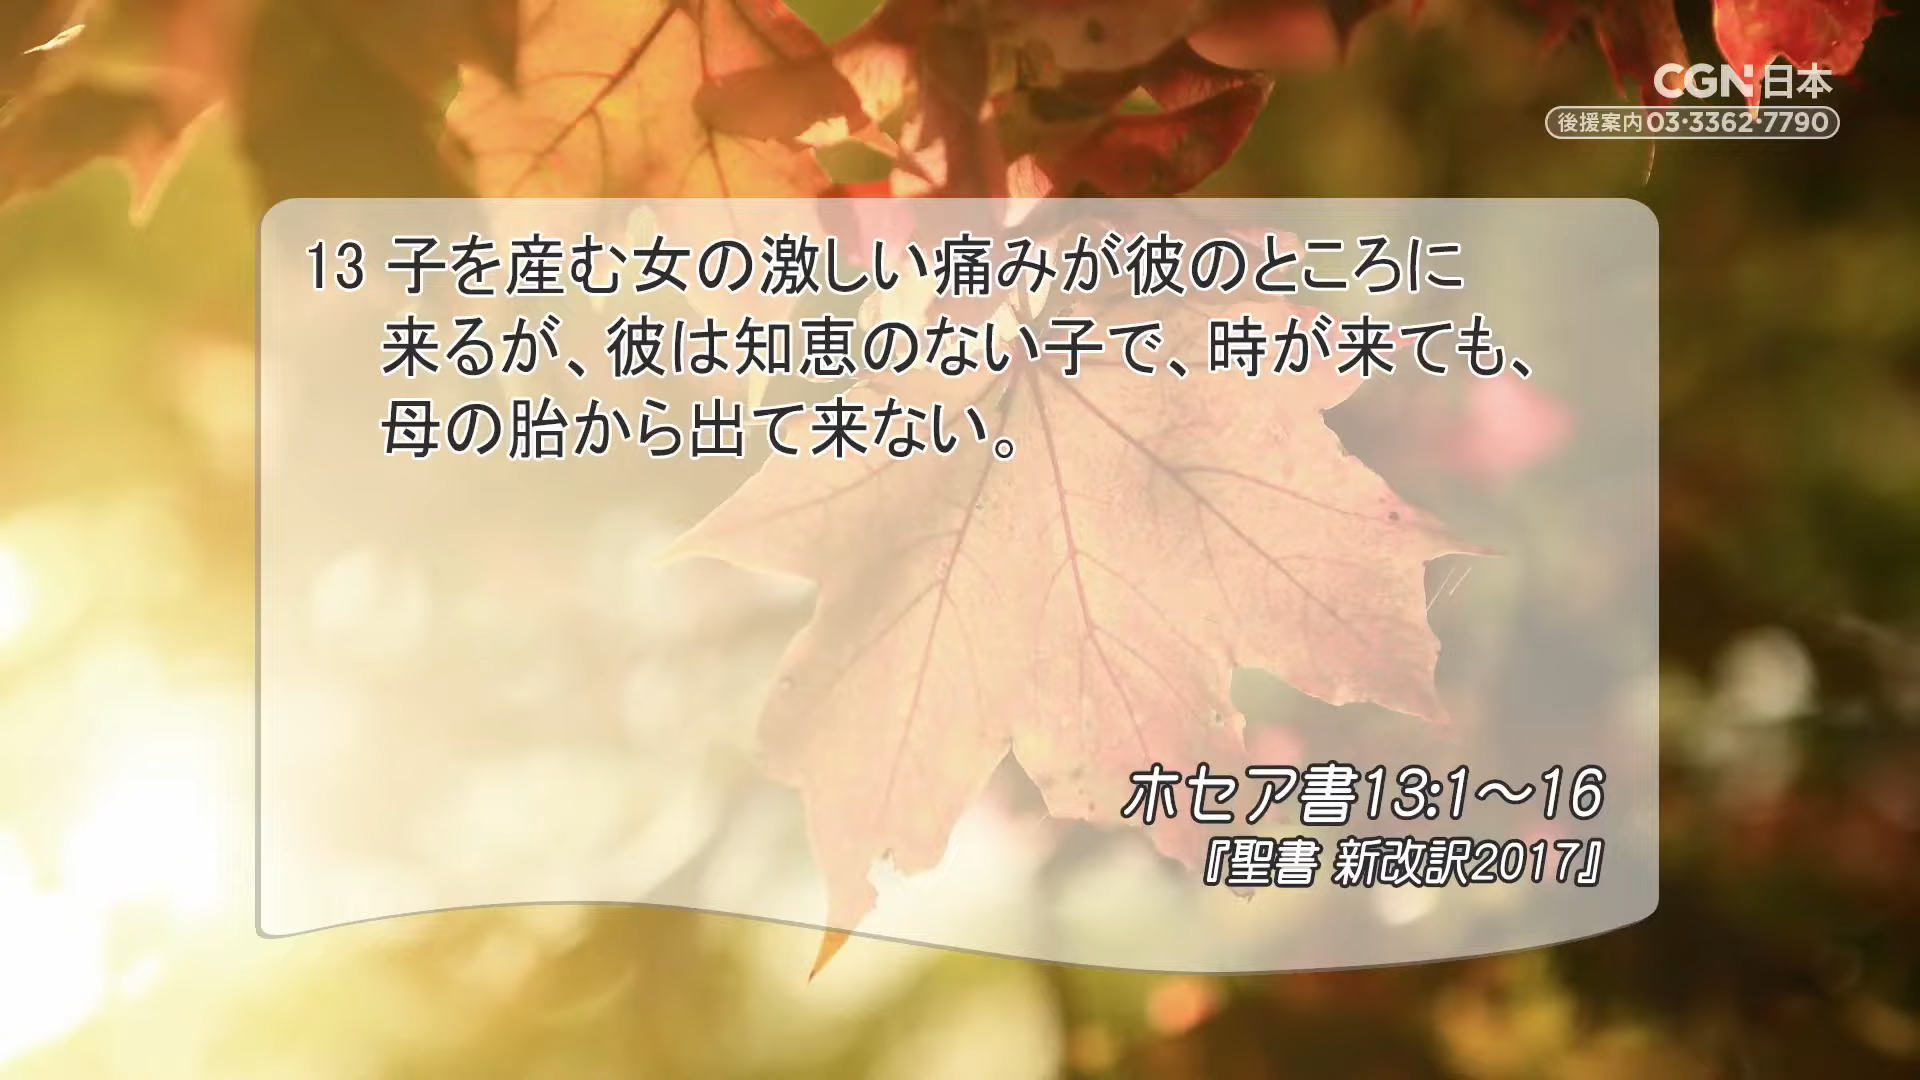 CGN日本
後援案内03·3362·7790
13 子を産む女の激しい痛みが彼のところに
来るが、彼は知恵のない子で、時が来ても、
母の胎から出て来ない。
ホセア書13:1～16
『聖書 新改訳2017』